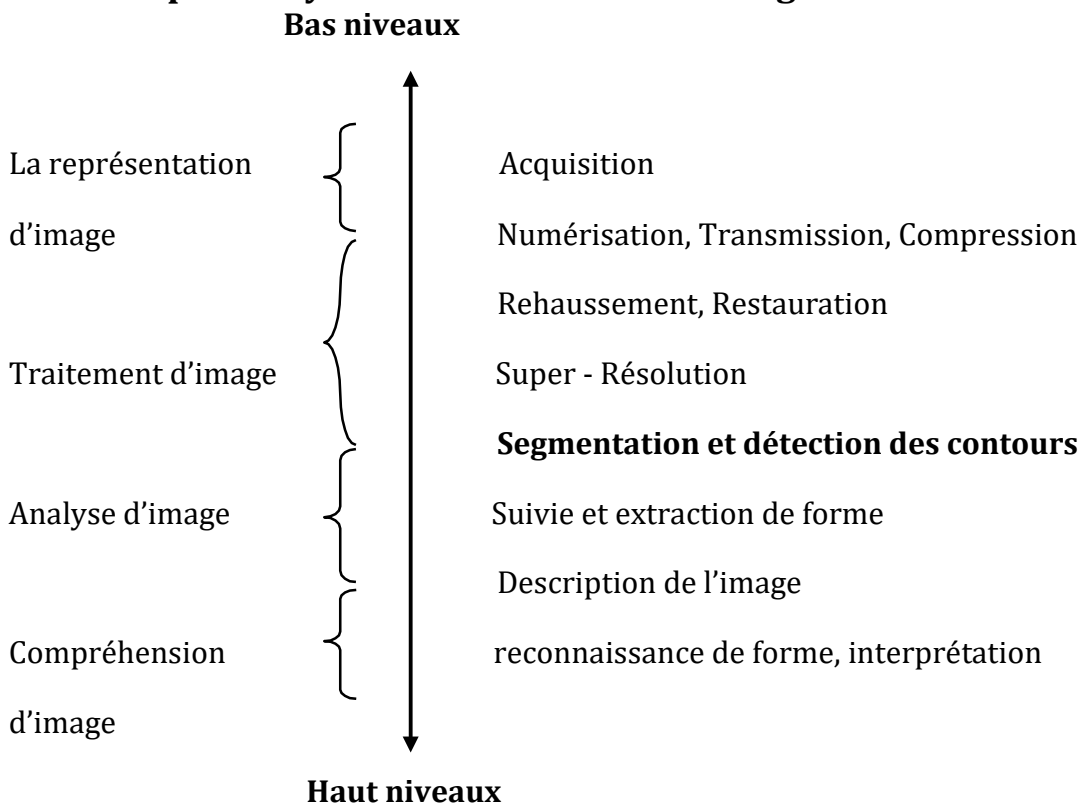 Bas niveaux
La représentation Acquisition
d'image Numérisation, Transmission, Compression
Rehaussement, Restauration
Traitement d'image Super - Résolution
Segmentation et détection des contours
Analyse d'image Suivie et extraction de forme
Description de l'image
Compréhension reconnaissance de forme, interprétation
d'image
Haut niveaux